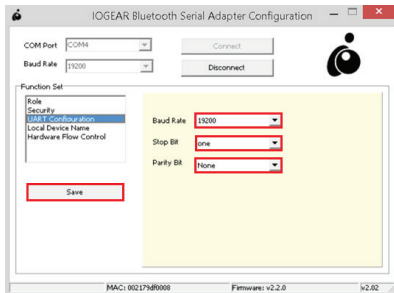 IOGEAR Bluetooth Serial Adapter Configuration
COM Port COM4 Connect
Baud Rate 19200 Disconnect
Function Set
Role
Security
UART Configuration
Local Device Name
Hardware Flow Control
Save
Baud Rate 19200
Stop Bit one
Parity Bit None
MAC: 002179df0008 Firmware: v2.2.0 v2.02